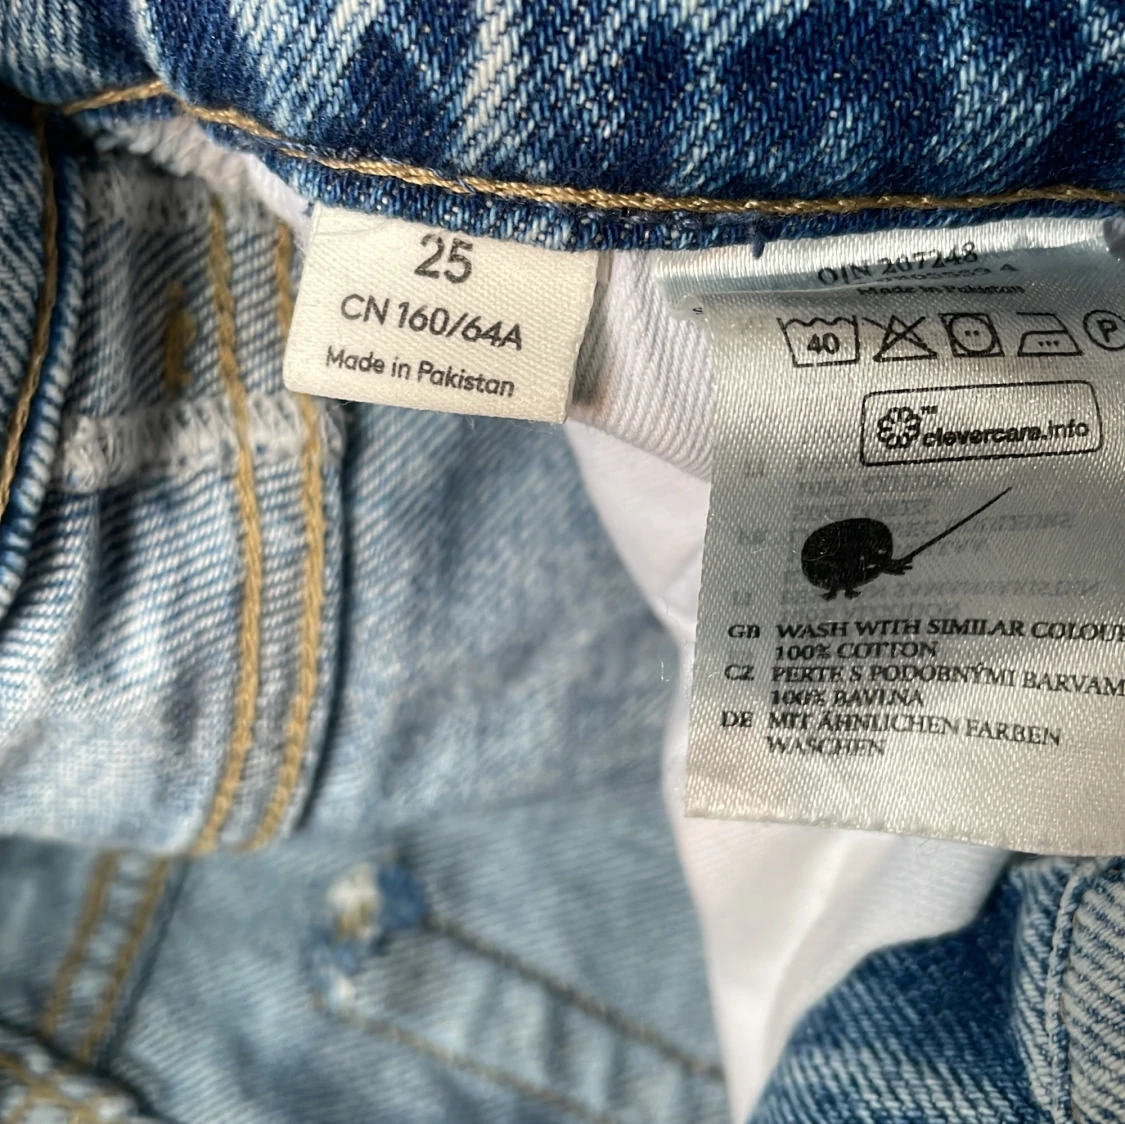 25
CN 160/64A
Made in Pakistan
O/N 207248
Made in Pakistan
40
P
clevercare.info
TM
GB WASH WITH SIMILAR COLOU
100% COTTON
CZ PERTE S PODOBNÝMI BARVAM
100% BAVLNA
DE MIT ÄHNLICHEN FARBEN
WASCHEN